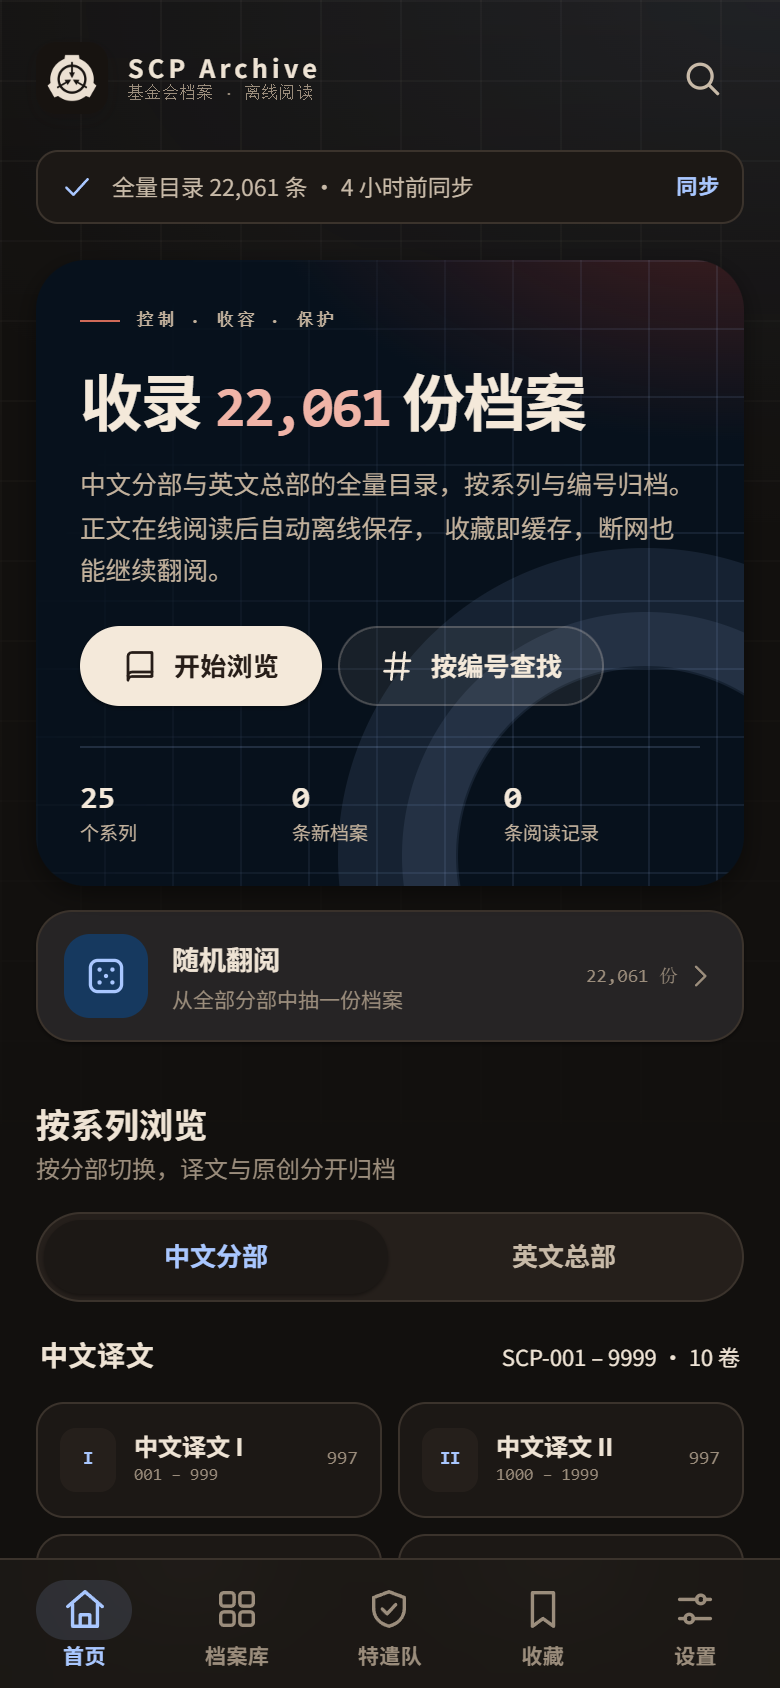 SCP Archive
基金会档案 · 离线阅读
全量目录 22,061 条 · 4 小时前同步
同步
控制 · 收容 · 保护
收录 22,061 份档案
中文分部与英文总部的全量目录，按系列与编号归档。
正文在线阅读后自动离线保存， 收藏即缓存，断网也
能继续翻阅。
开始浏览
按编号查找
25
0
0
个系列
条新档案
条阅读记录
随机翻阅
从全部分部中抽一份档案
22,061 份
按系列浏览
按分部切换，译文与原创分开归档
中文分部
英文总部
中文译文
SCP-001 – 9999 · 10 卷
I
中文译文 I
001 – 999
997
II
中文译文 II
1000 – 1999
997
首页
档案库
特遣队
收藏
设置